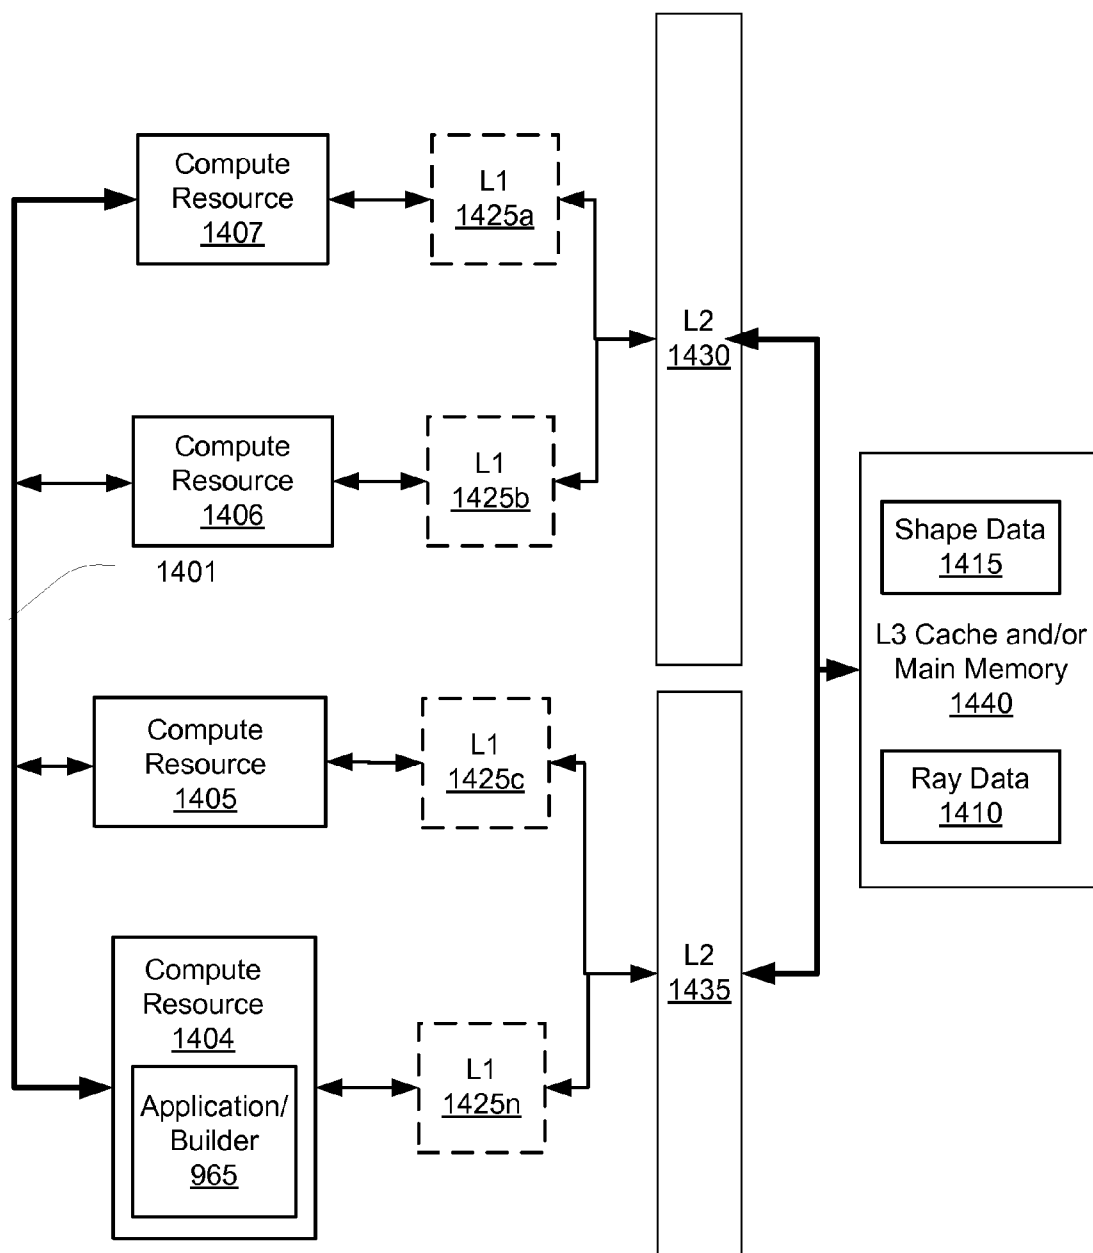 Compute
Resource
1407
L1
1425a
L2
1430
Compute
Resource
1406
L1
1425b
1401
Shape Data
1415
L3 Cache and/or
Main Memory
1440
Ray Data
1410
Compute
Resource
1405
L1
1425c
L2
1435
Compute
Resource
1404
Application/
Builder
965
L1
1425n